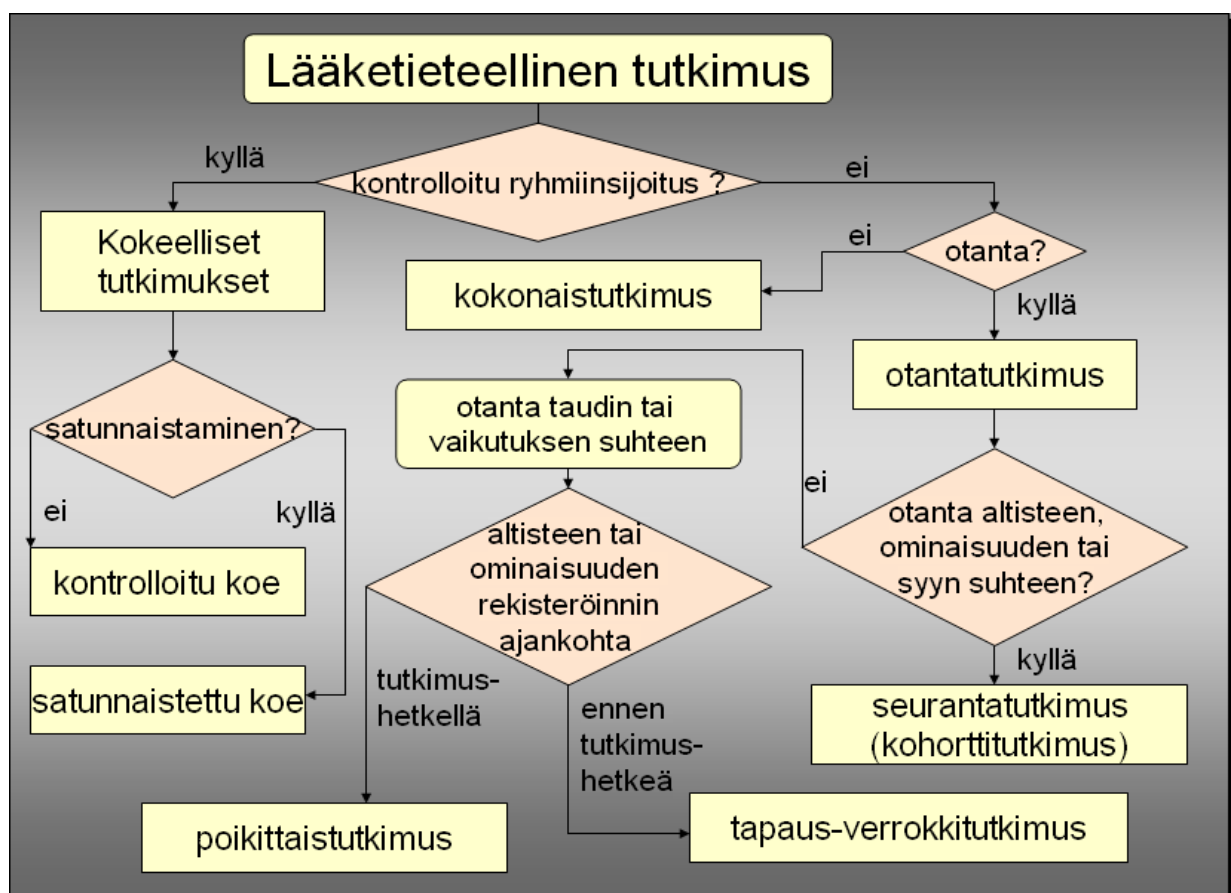 Lääketieteellinen tutkimus
kyllä
kontrolloitu ryhmiinsijoitus ?
ei
Kokeelliset
tutkimukset
ei
otanta?
kokonaistutkimus
kyllä
otantatutkimus
otanta taudin tai
vaikutuksen suhteen
satunnaistaminen?
ei
kyllä
ei
otanta altisteen,
ominaisuuden tai
syyn suhteen?
altisteen tai
ominaisuuden
rekisteröinnin
ajankohta
kontrolloitu koe
kyllä
satunnaistettu koe
tutkimus-
hetkellä
ennen
tutkimus-
hetkeä
seurantatutkimus
(kohorttitutkimus)
poikittaistutkimus
tapaus-verrokkitutkimus